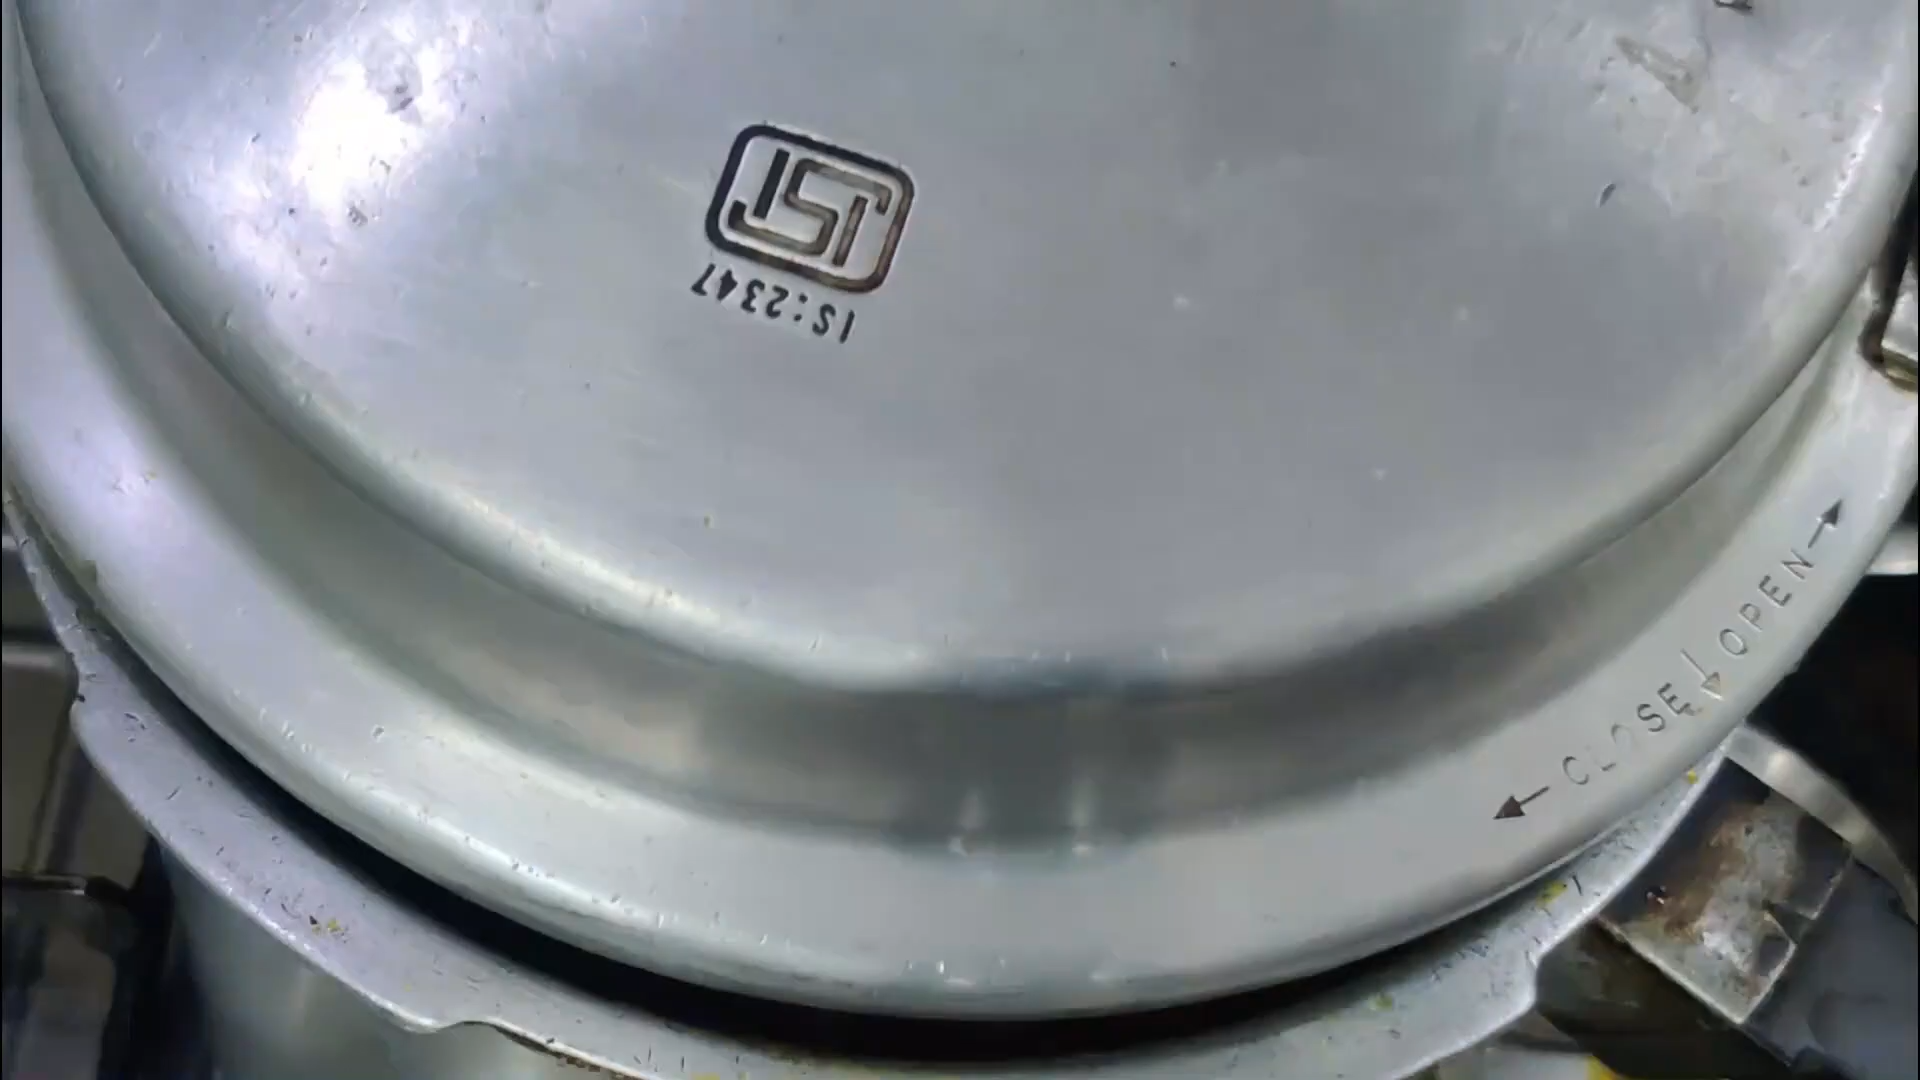 ISI
IS:2347
← CLOSE ↓ OPEN →